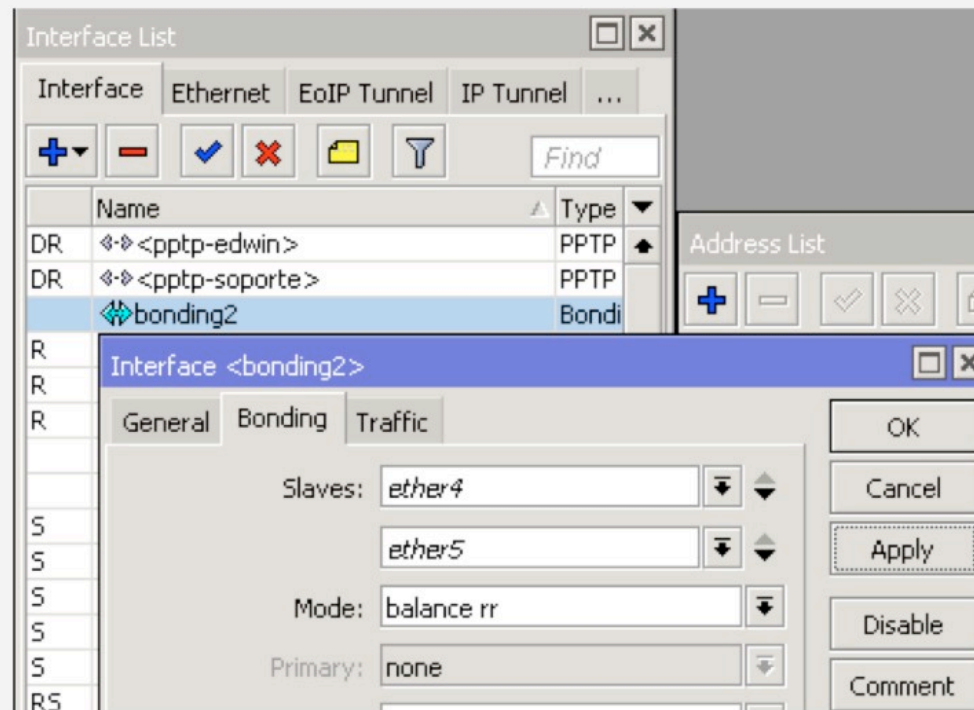 Interface List
Interface Ethernet EoIP Tunnel IP Tunnel ...
Find
Name Type
DR <pptp-edwin> PPTP
DR <pptp-soporte> PPTP
bonding2 Bondi
Address List
R
R
R
S
S
S
S
S
RS
Interface <bonding2>
General Bonding Traffic
OK
Slaves: ether4
Cancel
ether5
Apply
Mode: balance rr
Disable
Primary: none
Comment